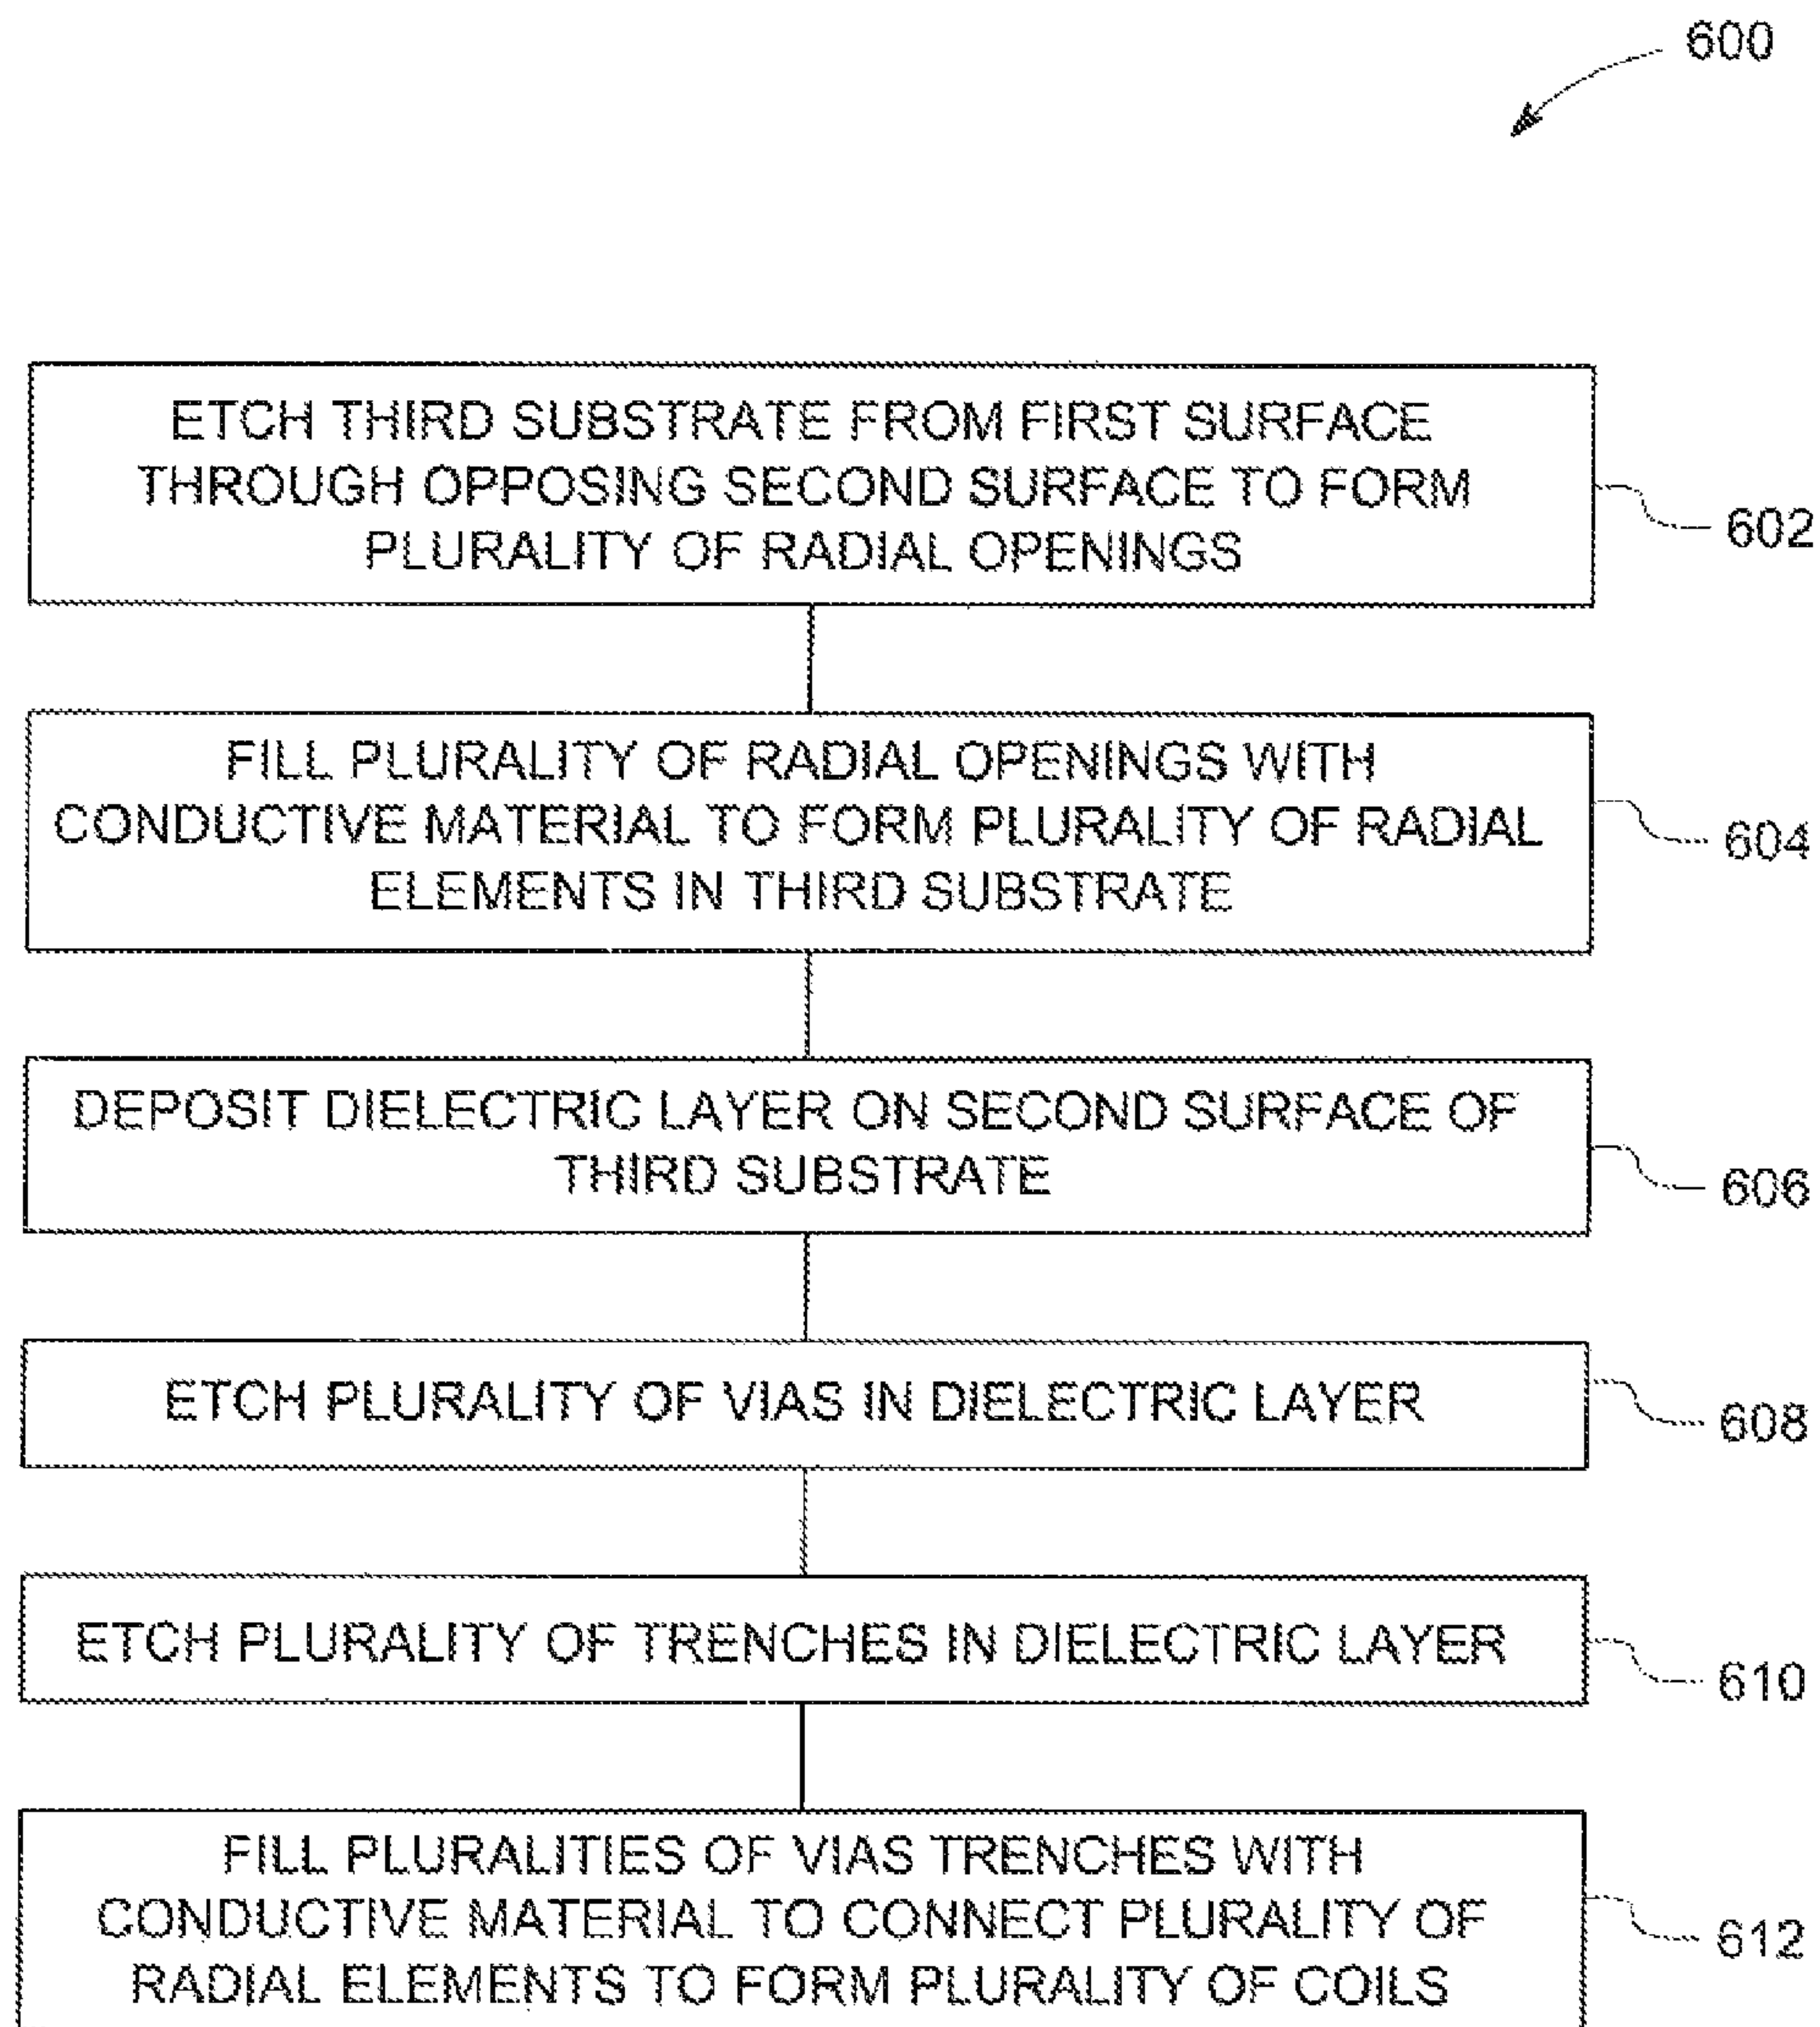 600
ETCH THIRD SUBSTRATE FROM FIRST SURFACE
THROUGH OPPOSING SECOND SURFACE TO FORM
PLURALITY OF RADIAL OPENINGS
602
FILL PLURALITY OF RADIAL OPENINGS WITH
CONDUCTIVE MATERIAL TO FORM PLURALITY OF RADIAL
ELEMENTS IN THIRD SUBSTRATE
604
DEPOSIT DIELECTRIC LAYER ON SECOND SURFACE OF
THIRD SUBSTRATE
606
ETCH PLURALITY OF VIAS IN DIELECTRIC LAYER
608
ETCH PLURALITY OF TRENCHES IN DIELECTRIC LAYER
610
FILL PLURALITIES OF VIAS TRENCHES WITH
CONDUCTIVE MATERIAL TO CONNECT PLURALITY OF
RADIAL ELEMENTS TO FORM PLURALITY OF COILS
612